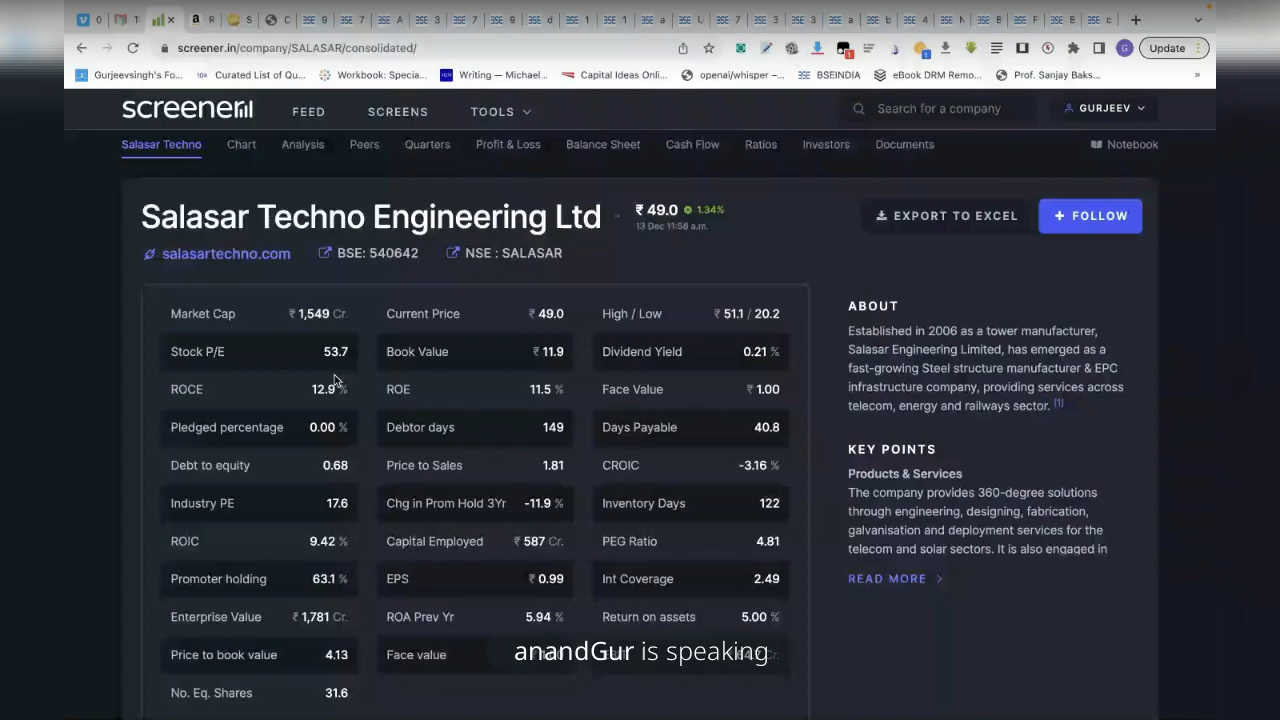 0 T R S C 9 7 A 3 7 9 d 1 1 a U 7 3 3 a b 4 N B F B c
screener.in/company/SALASAR/consolidated/ G Update
Gurjeevsingh's Fo... Curated List of Qu... Workbook: Specia... Writing — Michael... Capital Ideas Onli... openai/whisper –... BSEINDIA eBook DRM Remo... Prof. Sanjay Baks... »
screener FEED SCREENS TOOLS Search for a company GURJEEV
Salasar Techno Chart Analysis Peers Quarters Profit & Loss Balance Sheet Cash Flow Ratios Investors Documents Notebook
Salasar Techno Engineering Ltd ₹ 49.0 1.34% EXPORT TO EXCEL + FOLLOW
13 Dec 11:58 a.m.
salasartechno.com BSE: 540642 NSE : SALASAR
Market Cap ₹ 1,549 Cr. Current Price ₹ 49.0 High / Low ₹ 51.1 / 20.2
Stock P/E 53.7 Book Value ₹ 11.9 Dividend Yield 0.21 %
ROCE 12.9 % ROE 11.5 % Face Value ₹ 1.00
Pledged percentage 0.00 % Debtor days 149 Days Payable 40.8
Debt to equity 0.68 Price to Sales 1.81 CROIC -3.16 %
Industry PE 17.6 Chg in Prom Hold 3Yr -11.9 % Inventory Days 122
ROIC 9.42 % Capital Employed ₹ 587 Cr. PEG Ratio 4.81
Promoter holding 63.1 % EPS ₹ 0.99 Int Coverage 2.49
Enterprise Value ₹ 1,781 Cr. ROA Prev Yr 5.94 % Return on assets 5.00 %
Price to book value 4.13 Face value Cr.
No. Eq. Shares 31.6
ABOUT
Established in 2006 as a tower manufacturer,
Salasar Engineering Limited, has emerged as a
fast-growing Steel structure manufacturer & EPC
infrastructure company, providing services across
telecom, energy and railways sector. [1]
KEY POINTS
Products & Services
The company provides 360-degree solutions
through engineering, designing, fabrication,
galvanisation and deployment services for the
telecom and solar sectors. It is also engaged in
READ MORE >
anandGur is speaking